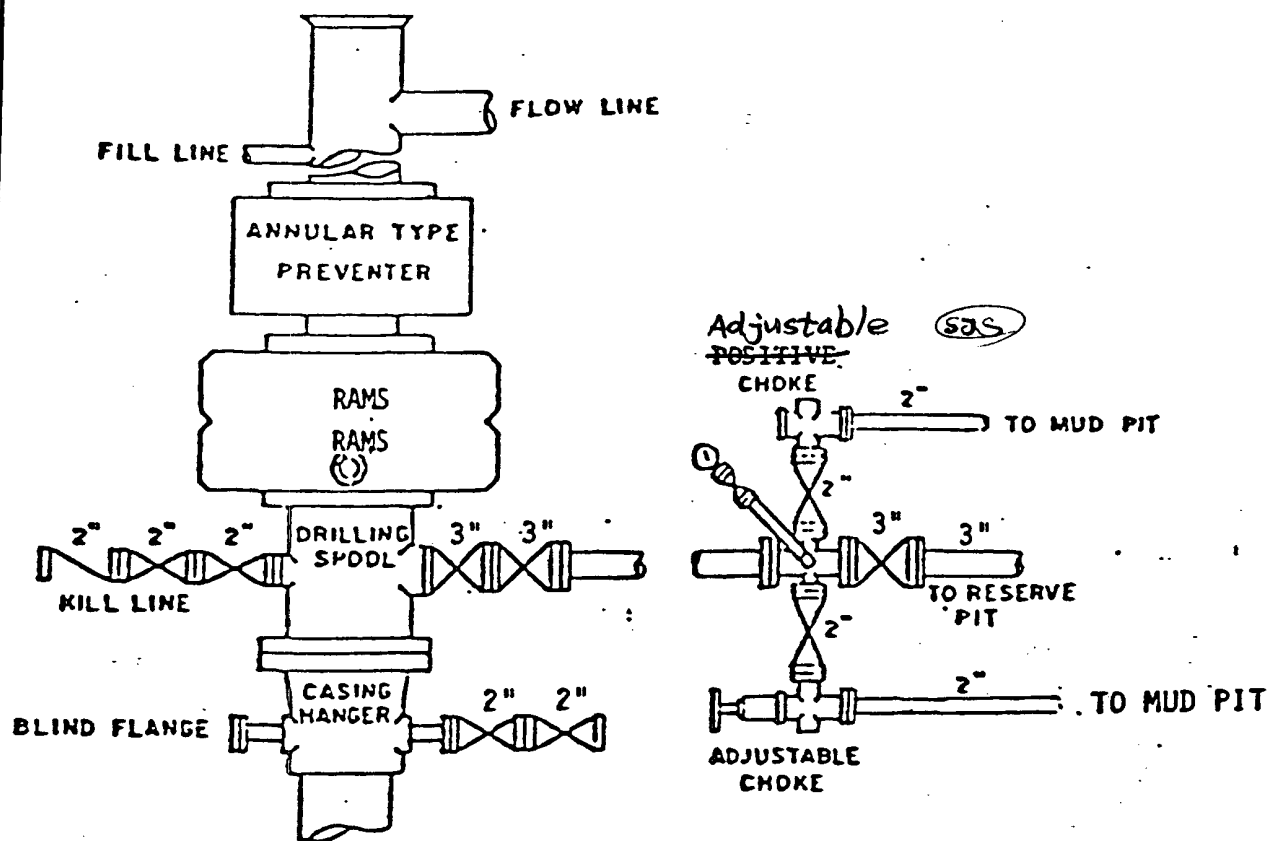 FLOW LINE
FILL LINE
ANNULAR TYPE
PREVENTER
RAMS
RAMS
2" 2" 2"
DRILLING
SPOOL
3" 3"
KILL LINE
CASING
HANGER
2" 2"
BLIND FLANGE
Adjustable
POSITIVE
CHOKE
2"
TO MUD PIT
2"
3" 3"
TO RESERVE
PIT
2"
2"
TO MUD PIT
ADJUSTABLE
CHOKE